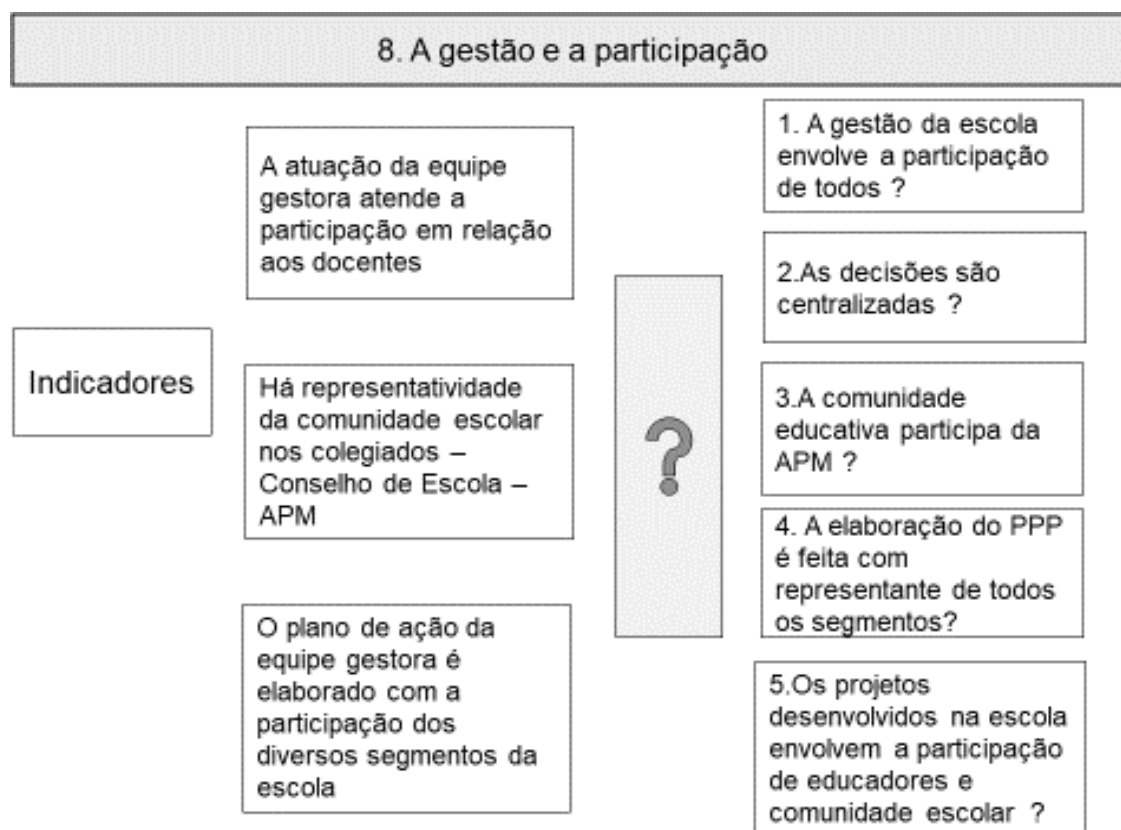 8. A gestão e a participação
Indicadores
A atuação da equipe
gestora atende a
participação em relação
aos docentes
Há representatividade
da comunidade escolar
nos colegiados –
Conselho de Escola –
APM
O plano de ação da
equipe gestora é
elaborado com a
participação dos
diversos segmentos da
escola
?
1. A gestão da escola
envolve a participação
de todos ?
2.As decisões são
centralizadas ?
3.A comunidade
educativa participa da
APM ?
4. A elaboração do PPP
é feita com
representante de todos
os segmentos?
5.Os projetos
desenvolvidos na escola
envolvem a participação
de educadores e
comunidade escolar ?